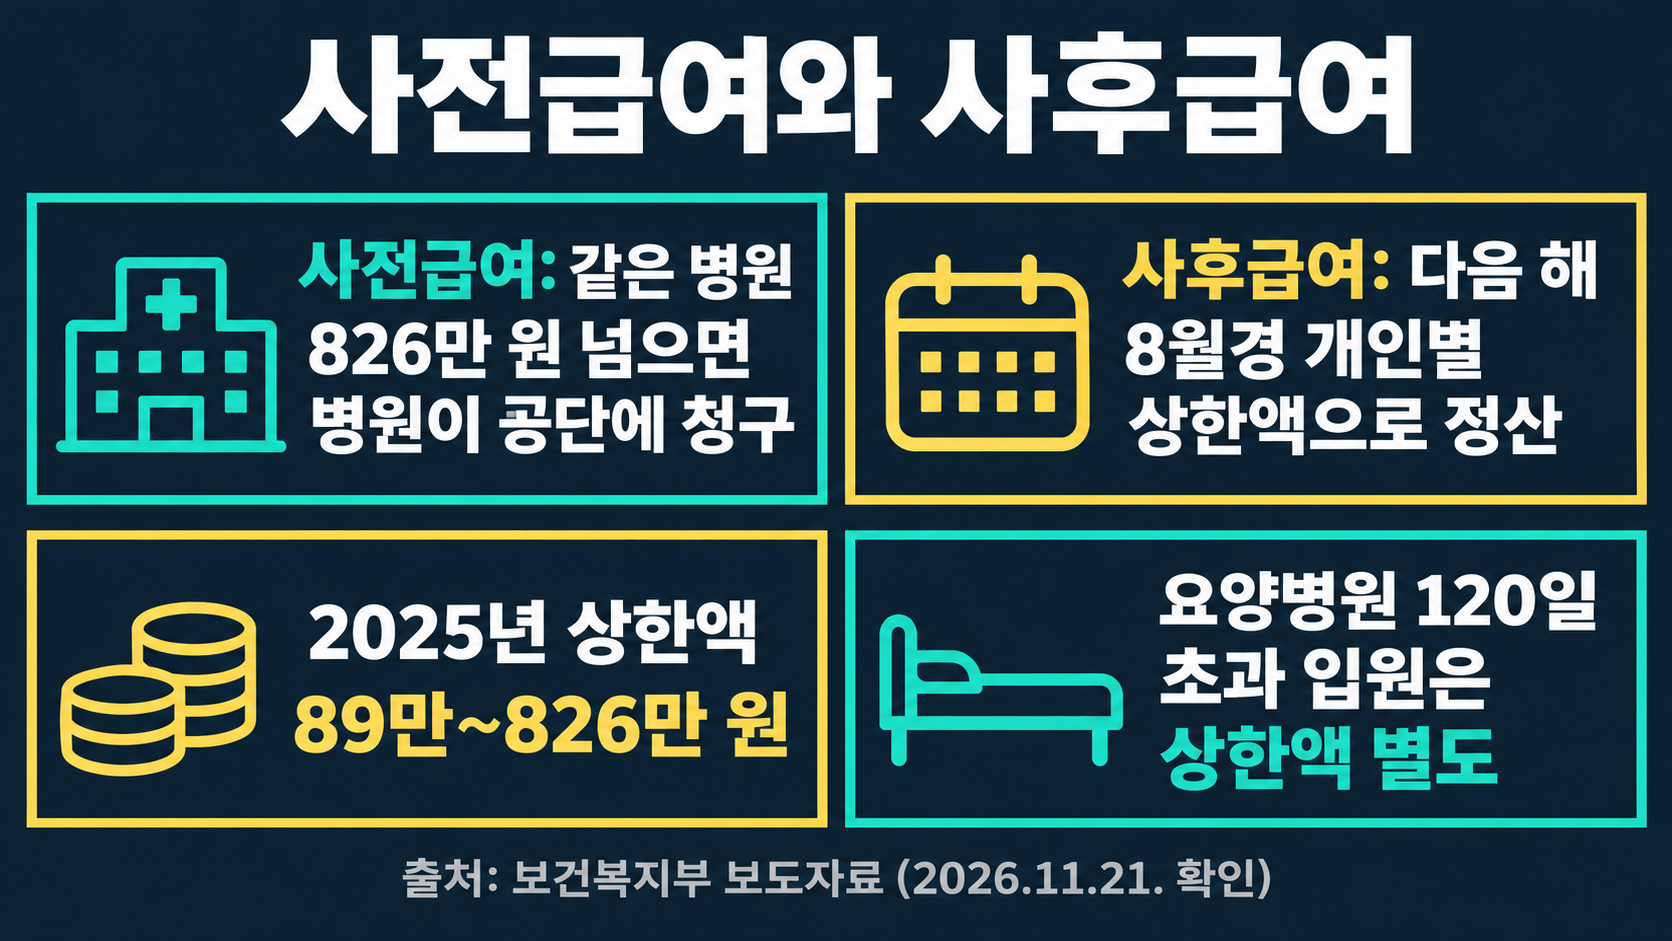 사전급여와 사후급여
사전급여: 같은 병원
826만 원 넘으면
병원이 공단에 청구
사후급여: 다음 해
8월경 개인별
상한액으로 정산
2025년 상한액
89만~826만 원
요양병원 120일
초과 입원은
상한액 별도
출처: 보건복지부 보도자료 (2026.11.21. 확인)